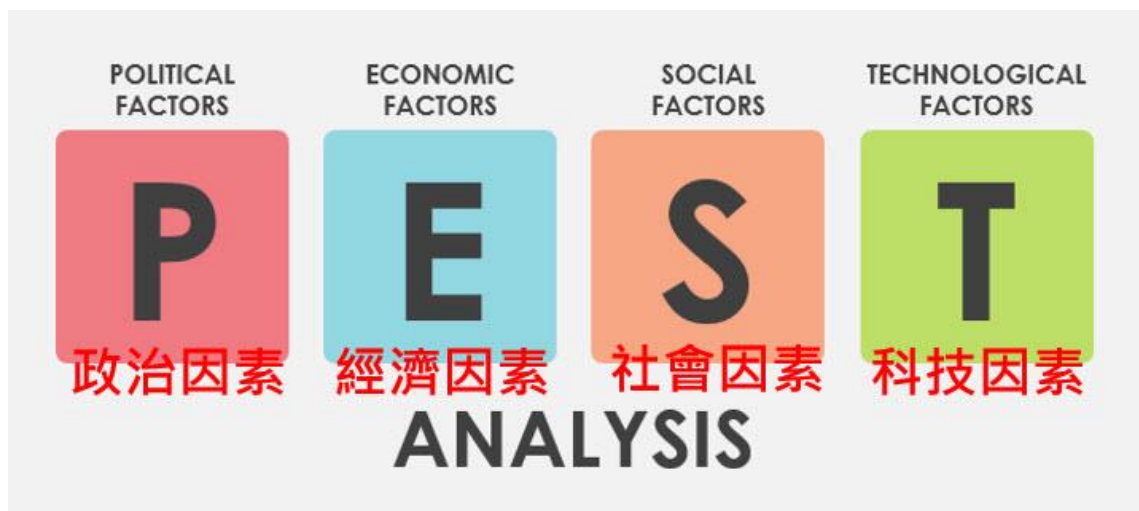 POLITICAL
FACTORS
ECONOMIC
FACTORS
SOCIAL
FACTORS
TECHNOLOGICAL
FACTORS
P
E
S
T
政治因素
經濟因素
社會因素
科技因素
ANALYSIS